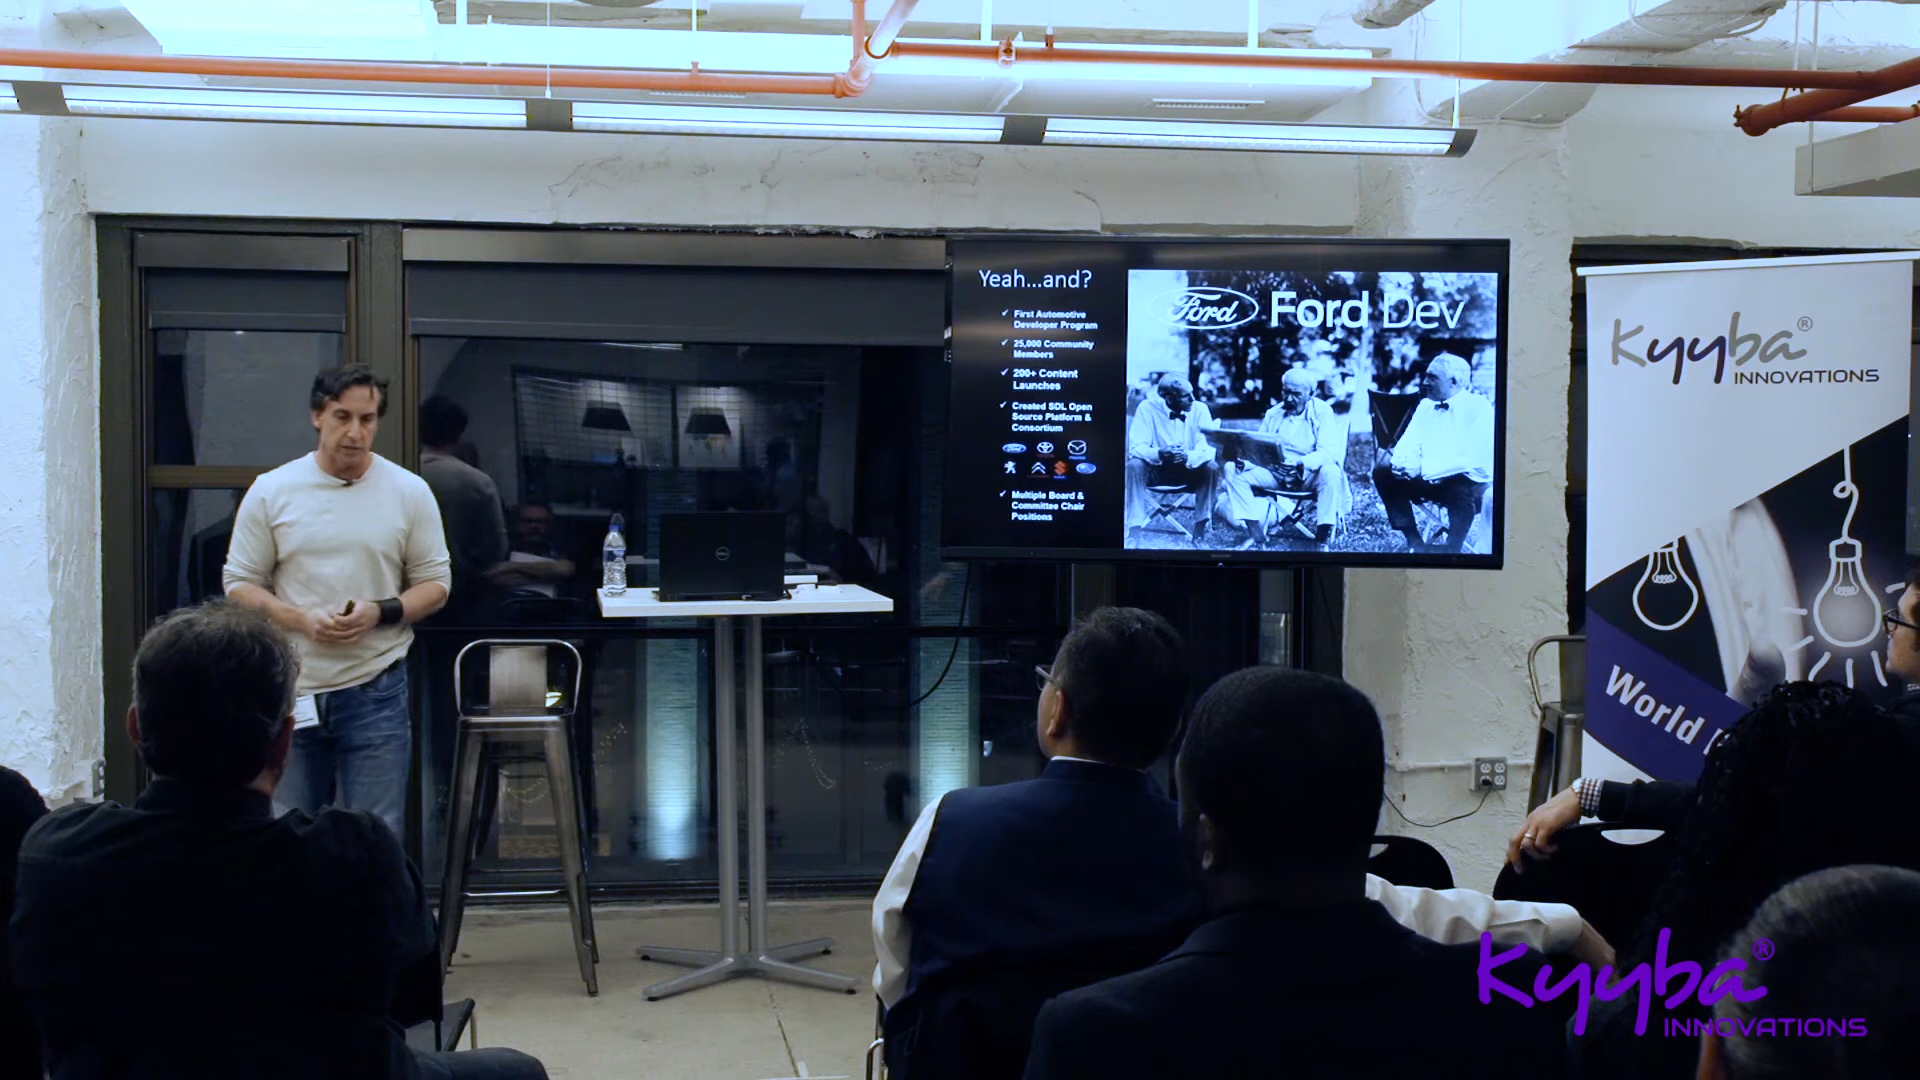 Yeah...and?
✓ First Automotive
Developer Program
✓ 25,000 Community
Members
✓ 200+ Content
Launches
✓ Created SDL Open
Source Platform &
Consortium
✓ Multiple Board &
Committee Chair
Positions
Ford
Ford Dev
Kyyba®
INNOVATIONS
World
Kyyba®
INNOVATIONS